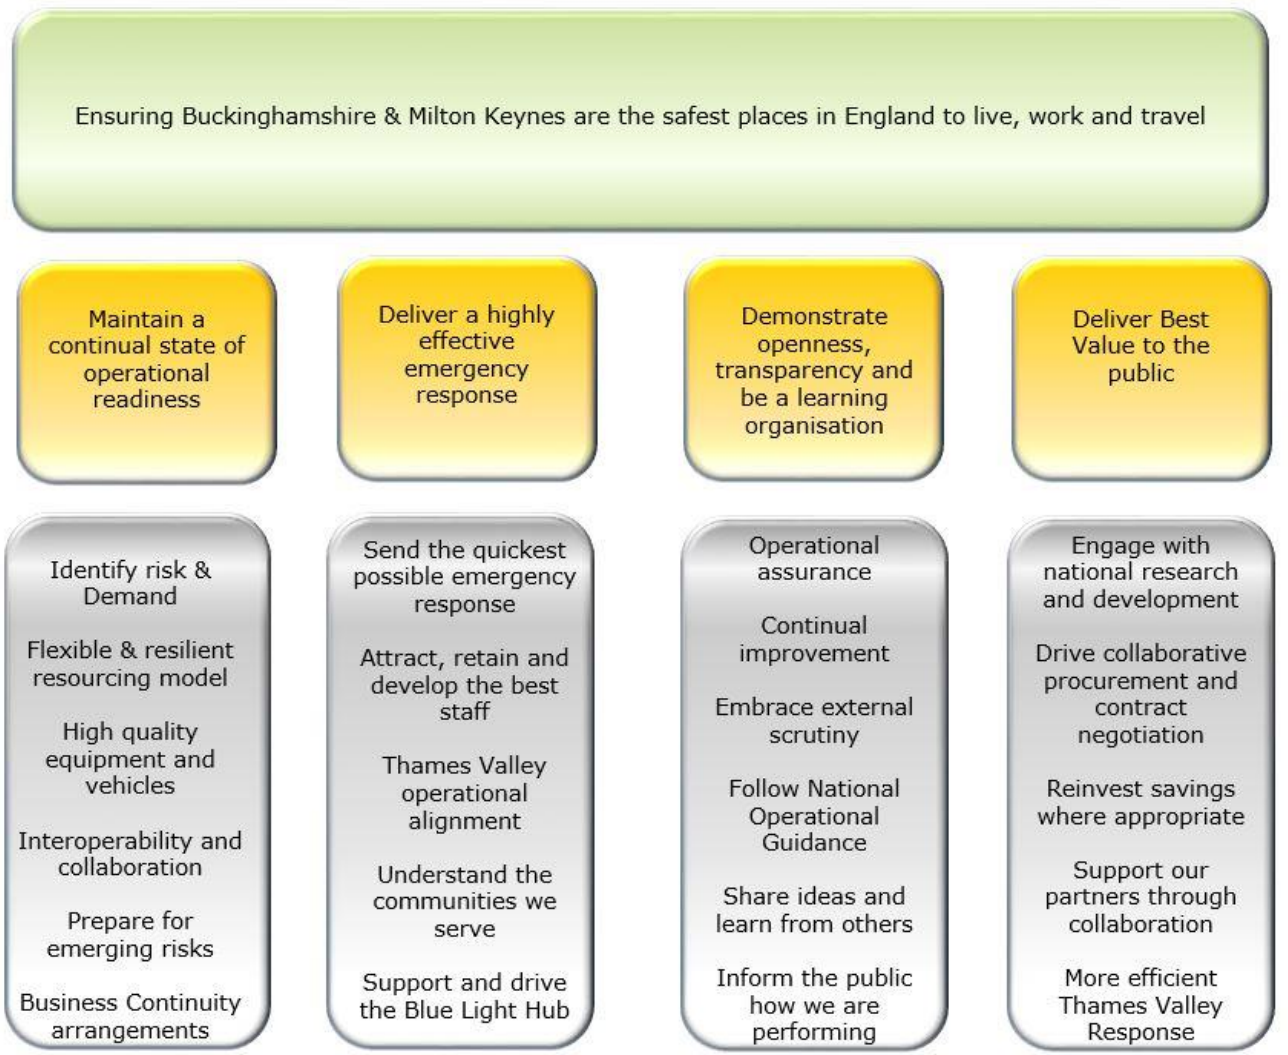 Ensuring Buckinghamshire & Milton Keynes are the safest places in England to live, work and travel
Maintain a
continual state of
operational
readiness
Deliver a highly
effective
emergency
response
Demonstrate
openness,
transparency and
be a learning
organisation
Deliver Best
Value to the
public
Identify risk &
Demand
Flexible & resilient
resourcing model
High quality
equipment and
vehicles
Interoperability and
collaboration
Prepare for
emerging risks
Business Continuity
arrangements
Send the quickest
possible emergency
response
Attract, retain and
develop the best
staff
Thames Valley
operational
alignment
Understand the
communities we
serve
Support and drive
the Blue Light Hub
Operational
assurance
Continual
improvement
Embrace external
scrutiny
Follow National
Operational
Guidance
Share ideas and
learn from others
Inform the public
how we are
performing
Engage with
national research
and development
Drive collaborative
procurement and
contract
negotiation
Reinvest savings
where appropriate
Support our
partners through
collaboration
More efficient
Thames Valley
Response